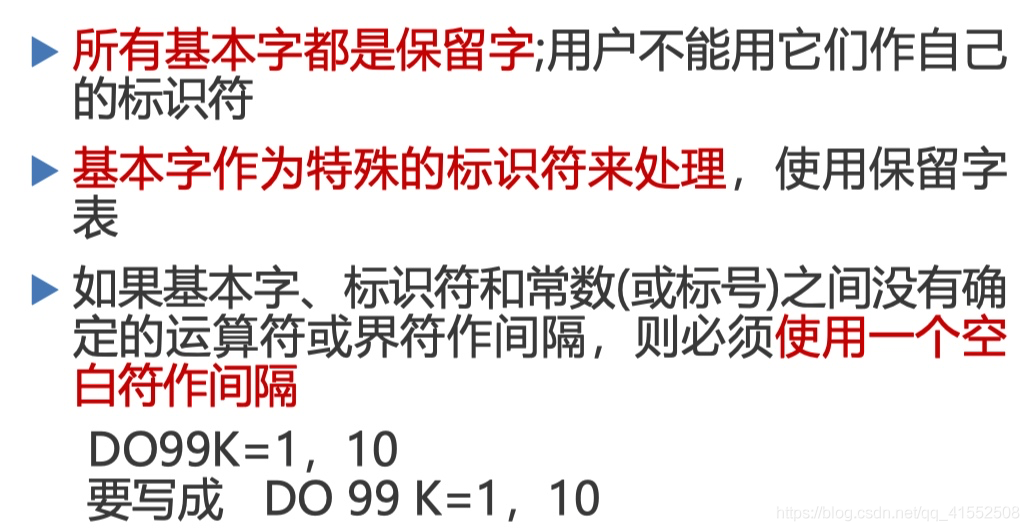 所有基本字都是保留字;用户不能用它们作自己
的标识符
基本字作为特殊的标识符来处理，使用保留字
表
如果基本字、标识符和常数(或标号)之间没有确
定的运算符或界符作间隔，则必须使用一个空
白符作间隔
DO99K=1，10
要写成 DO 99 K=1，10
https://blog.csdn.net/qq_41552508